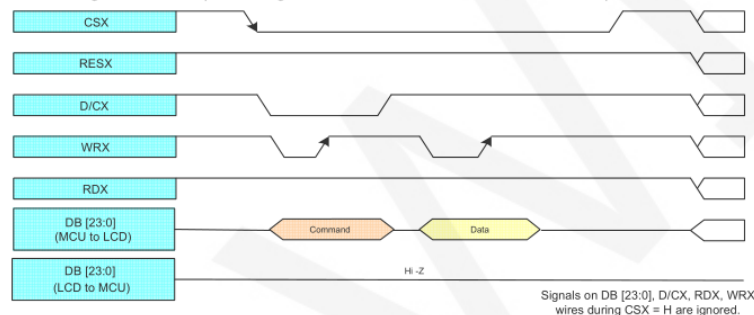 CSX
RESX
D/CX
WRX
RDX
DB [23:0]
(MCU to LCD)
Command
Data
DB [23:0]
(LCD to MCU)
Hi -Z
Signals on DB [23:0], D/CX, RDX, WRX
wires during CSX = H are ignored.